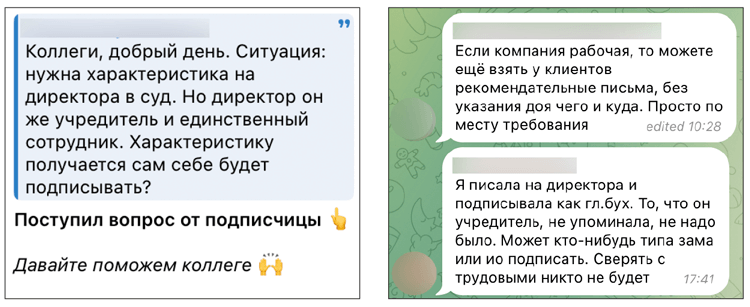 Коллеги, добрый день. Ситуация:
нужна характеристика на
директора в суд. Но директор он
же учредитель и единственный
сотрудник. Характеристику
получается сам себе будет
подписывать?
Поступил вопрос от подписчицы 👆
Давайте поможем коллеге 🙌
Если компания рабочая, то можете
ещё взять у клиентов
рекомендательные письма, без
указания доя чего и куда. Просто по
месту требования
edited 10:28
Я писала на директора и
подписывала как гл.бух. То, что он
учредитель, не упоминала, не надо
было. Может кто-нибудь типа зама
или ио подписать. Сверять с
трудовыми никто не будет
17:41